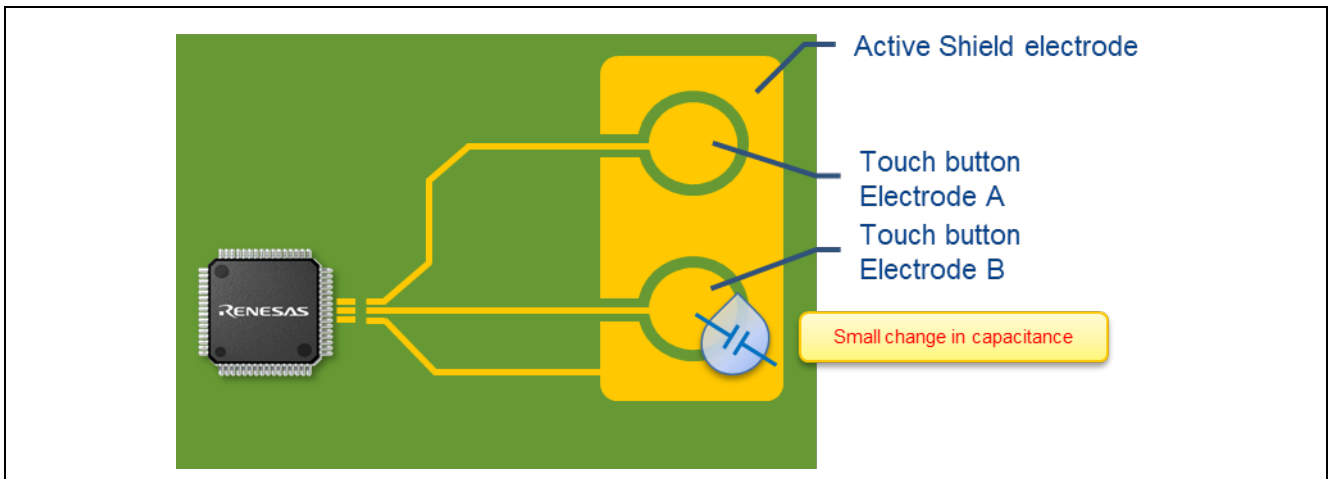 Active Shield electrode
Touch button
Electrode A
Touch button
Electrode B
RENESAS
Small change in capacitance